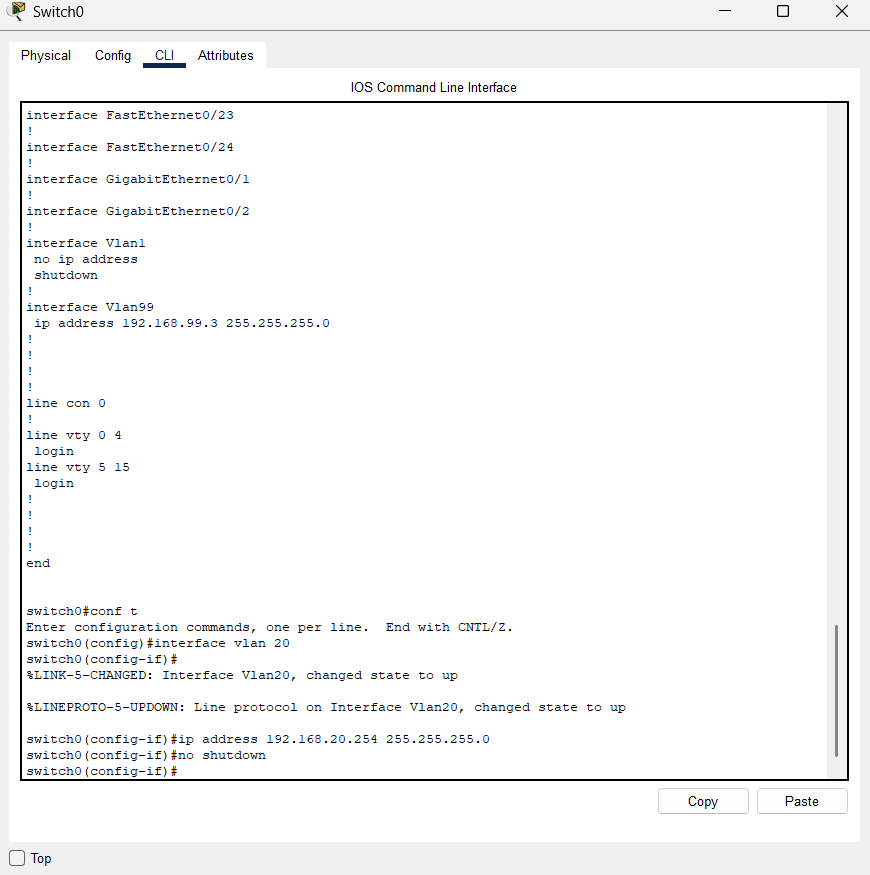 Switch0
Physical Config CLI Attributes
IOS Command Line Interface
interface FastEthernet0/23
!
interface FastEthernet0/24
!
interface GigabitEthernet0/1
!
interface GigabitEthernet0/2
!
interface Vlan1
 no ip address
 shutdown
!
interface Vlan99
 ip address 192.168.99.3 255.255.255.0
!
!
!
!
line con 0
!
line vty 0 4
 login
line vty 5 15
 login
!
!
!
!
end
switch0#conf t
Enter configuration commands, one per line.  End with CNTL/Z.
switch0(config)#interface vlan 20
switch0(config-if)#
%LINK-5-CHANGED: Interface Vlan20, changed state to up
%LINEPROTO-5-UPDOWN: Line protocol on Interface Vlan20, changed state to up
switch0(config-if)#ip address 192.168.20.254 255.255.255.0
switch0(config-if)#no shutdown
switch0(config-if)#
Copy Paste
Top